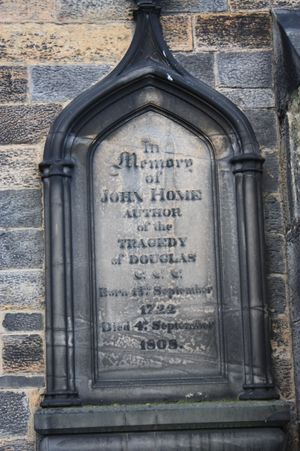 In
Memory
of
JOHN HOME
AUTHOR
of the
TRAGEDY
of DOUGLAS
&. &. &.
Born 13th September
1722
Died 4th September
1808.